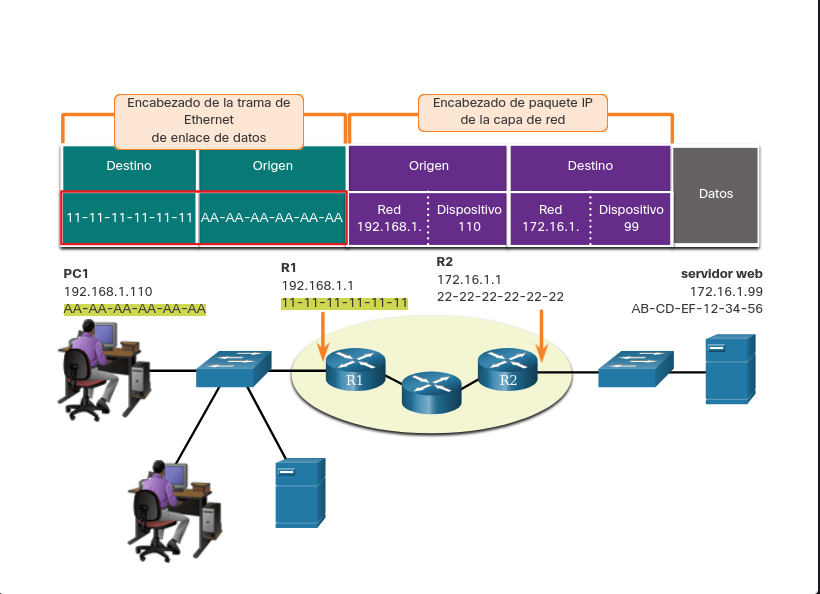 Encabezado de la trama de
Ethernet
de enlace de datos
Encabezado de paquete IP
de la capa de red
Destino
Origen
Origen
Destino
Datos
11-11-11-11-11-11
AA-AA-AA-AA-AA-AA
Red
192.168.1.
Dispositivo
110
Red
172.16.1.
Dispositivo
99
PC1
192.168.1.110
AA-AA-AA-AA-AA-AA
R1
192.168.1.1
11-11-11-11-11-11
R2
172.16.1.1
22-22-22-22-22-22
servidor web
172.16.1.99
AB-CD-EF-12-34-56
R1
R2